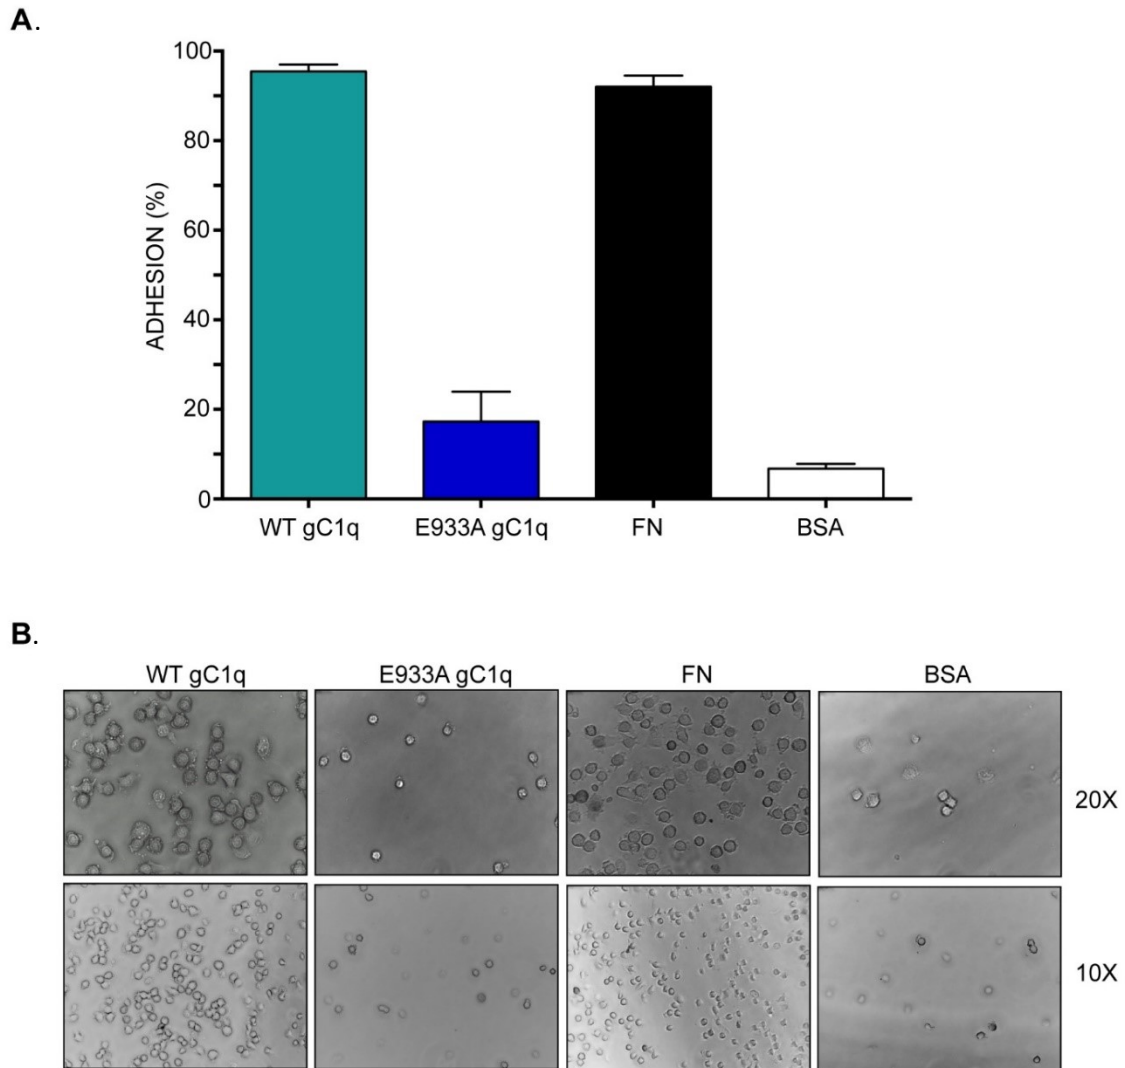 A.
100
80
60
40
20
0
ADHESION (%)
WT gC1q E933A gC1q FN BSA
B.
WT gC1q E933A gC1q FN BSA
20X
10X